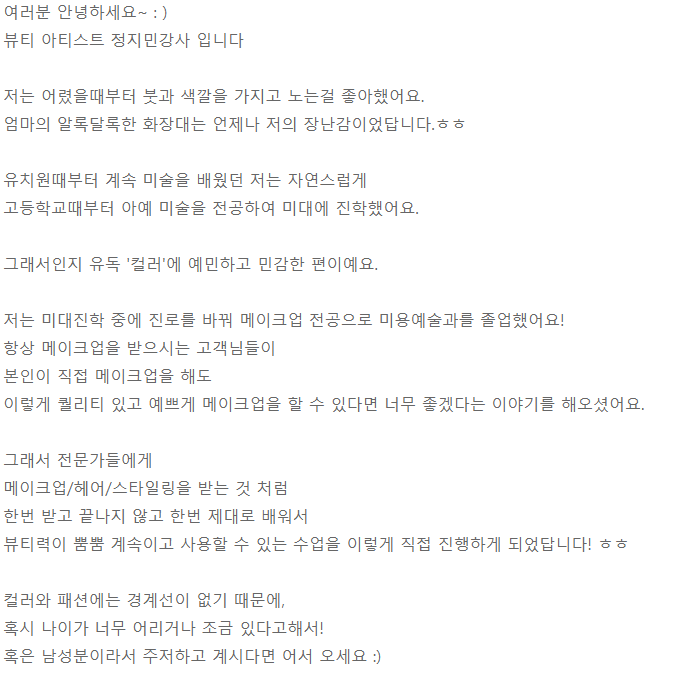 여러분 안녕하세요~ : )
뷰티 아티스트 정지민강사 입니다
저는 어렸을때부터 붓과 색깔을 가지고 노는걸 좋아했어요.
엄마의 알록달록한 화장대는 언제나 저의 장난감이었답니다.ㅎㅎ
유치원때부터 계속 미술을 배웠던 저는 자연스럽게
고등학교때부터 아예 미술을 전공하여 미대에 진학했어요.
그래서인지 유독 '컬러'에 예민하고 민감한 편이예요.
저는 미대진학 중에 진로를 바꿔 메이크업 전공으로 미용예술과를 졸업했어요!
항상 메이크업을 받으시는 고객님들이
본인이 직접 메이크업을 해도
이렇게 퀄리티 있고 예쁘게 메이크업을 할 수 있다면 너무 좋겠다는 이야기를 해오셨어요.
그래서 전문가들에게
메이크업/헤어/스타일링을 받는 것 처럼
한번 받고 끝나지 않고 한번 제대로 배워서
뷰티력이 뿜뿜 계속이고 사용할 수 있는 수업을 이렇게 직접 진행하게 되었답니다! ㅎㅎ
컬러와 패션에는 경계선이 없기 때문에,
혹시 나이가 너무 어리거나 조금 있다고해서!
혹은 남성분이라서 주저하고 계시다면 어서 오세요 :)